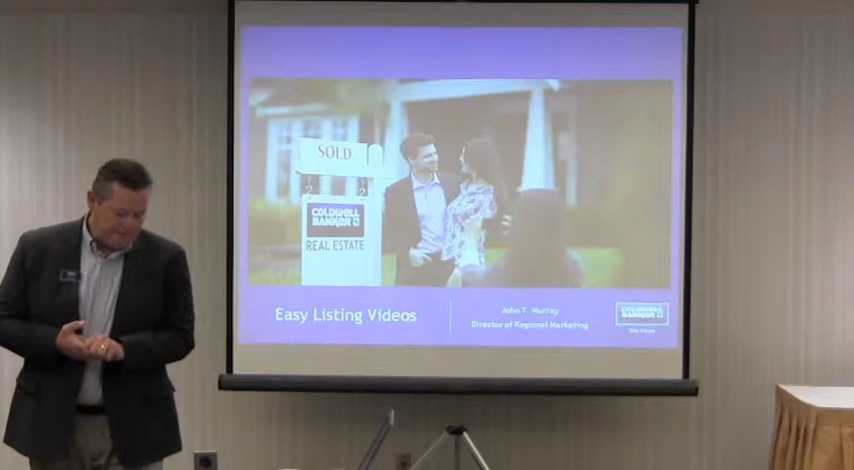 SOLD
COLDWELL
BANKER
REAL ESTATE
Easy Listing Videos
John T. Murray
Director of Regional Marketing
COLDWELL
BANKER